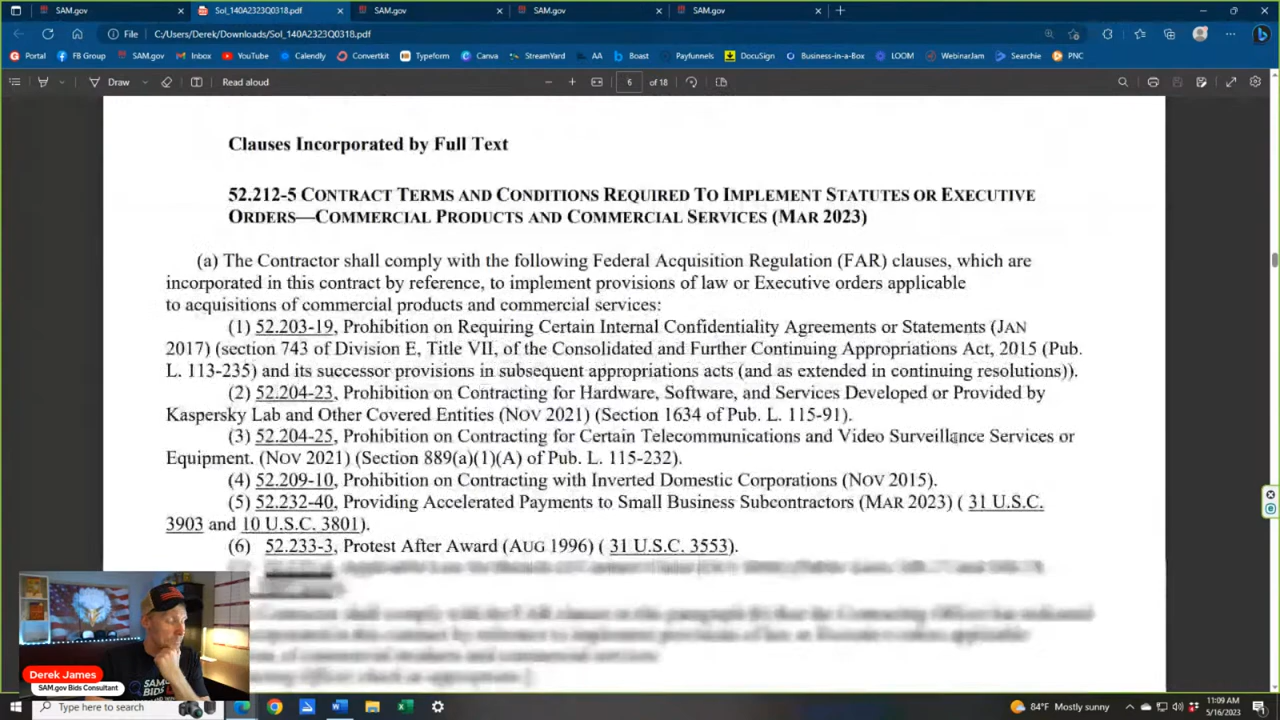 SAM.gov
Sol_140A2323Q0318.pdf
SAM.gov
SAM.gov
SAM.gov
File C:/Users/Derek/Downloads/Sol_140A2323Q0318.pdf
Portal FB Group SAM.gov Inbox YouTube Calendly Convertkit Typeform Canva StreamYard AA Boast Payfunnels DocuSign Business-in-a-Box LOOM WebinarJam Searchie PNC
Draw Read aloud 6 of 18
Clauses Incorporated by Full Text
52.212-5 CONTRACT TERMS AND CONDITIONS REQUIRED TO IMPLEMENT STATUTES OR EXECUTIVE
ORDERS—COMMERCIAL PRODUCTS AND COMMERCIAL SERVICES (MAR 2023)
(a) The Contractor shall comply with the following Federal Acquisition Regulation (FAR) clauses, which are
incorporated in this contract by reference, to implement provisions of law or Executive orders applicable
to acquisitions of commercial products and commercial services:
(1) 52.203-19, Prohibition on Requiring Certain Internal Confidentiality Agreements or Statements (JAN
2017) (section 743 of Division E, Title VII, of the Consolidated and Further Continuing Appropriations Act, 2015 (Pub.
L. 113-235) and its successor provisions in subsequent appropriations acts (and as extended in continuing resolutions)).
(2) 52.204-23, Prohibition on Contracting for Hardware, Software, and Services Developed or Provided by
Kaspersky Lab and Other Covered Entities (NOV 2021) (Section 1634 of Pub. L. 115-91).
(3) 52.204-25, Prohibition on Contracting for Certain Telecommunications and Video Surveillance Services or
Equipment. (NOV 2021) (Section 889(a)(1)(A) of Pub. L. 115-232).
(4) 52.209-10, Prohibition on Contracting with Inverted Domestic Corporations (NOV 2015).
(5) 52.232-40, Providing Accelerated Payments to Small Business Subcontractors (MAR 2023) ( 31 U.S.C.
3903 and 10 U.S.C. 3801).
(6) 52.233-3, Protest After Award (AUG 1996) ( 31 U.S.C. 3553).
Derek James
SAM.gov Bids Consultant
Type here to search
84°F Mostly sunny
11:09 AM
5/16/2023